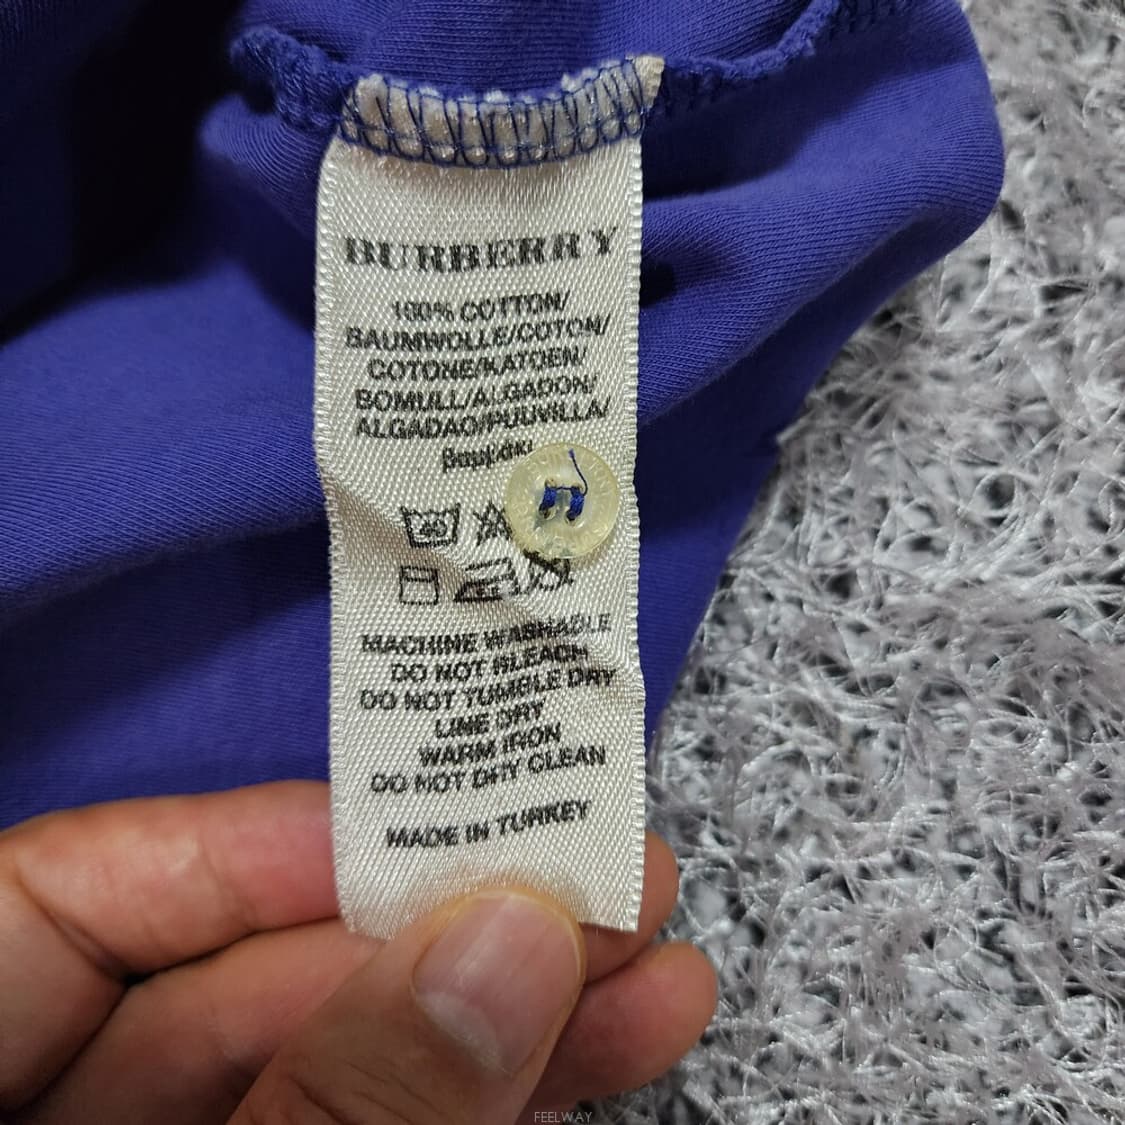 BURBERRY
100% COTTON/
BAUMWOLLE/COTON/
COTONE/KATOEN/
BOMULL/ALGADON/
ALGADAO/PUUVILLA/
βαμβάκι
MACHINE WASHABLE
DO NOT BLEACH
DO NOT TUMBLE DRY
LINE DRY
WARM IRON
DO NOT DRY CLEAN
MADE IN TURKEY
FEELWAY